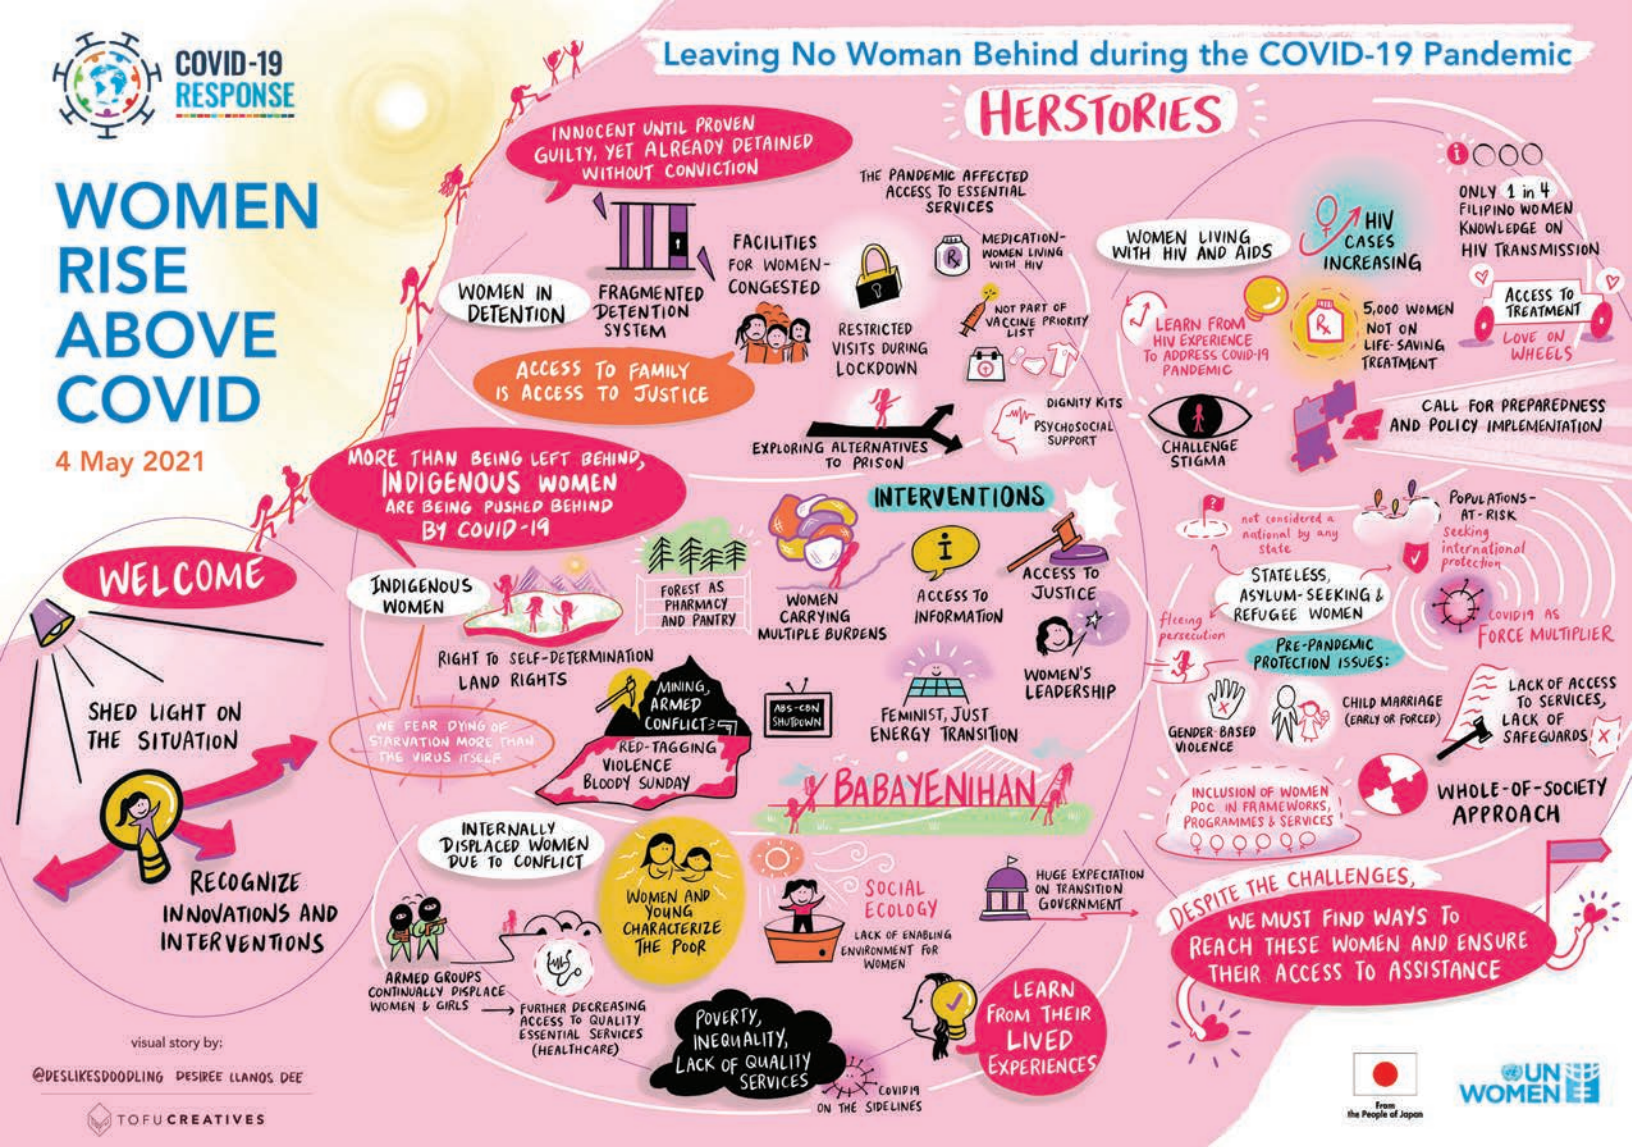 COVID-19
RESPONSE
WOMEN
RISE
ABOVE
COVID
4 May 2021
Leaving No Woman Behind during the COVID-19 Pandemic
HERSTORIES
WELCOME
SHED LIGHT ON
THE SITUATION
RECOGNIZE
INNOVATIONS AND
INTERVENTIONS
visual story by:
@DESLIKESDOODLING DESIREE LLANOS DEE
TOFUCREATIVES
INNOCENT UNTIL PROVEN
GUILTY, YET ALREADY DETAINED
WITHOUT CONVICTION
WOMEN IN
DETENTION
FRAGMENTED
DETENTION
SYSTEM
FACILITIES
FOR WOMEN-
CONGESTED
ACCESS TO FAMILY
IS ACCESS TO JUSTICE
THE PANDEMIC AFFECTED
ACCESS TO ESSENTIAL
SERVICES
RESTRICTED
VISITS DURING
LOCKDOWN
Rx
MEDICATION-
WOMEN LIVING
WITH HIV
NOT PART OF
VACCINE PRIORITY
LIST
DIGNITY KITS
PSYCHOSOCIAL
SUPPORT
EXPLORING ALTERNATIVES
TO PRISON
WOMEN LIVING
WITH HIV AND AIDS
HIV
CASES
INCREASING
i
ONLY 1 in 4
FILIPINO WOMEN
KNOWLEDGE ON
HIV TRANSMISSION
LEARN FROM
HIV EXPERIENCE
TO ADDRESS COVID-19
PANDEMIC
Rx
5,000 WOMEN
NOT ON
LIFE-SAVING
TREATMENT
ACCESS TO
TREATMENT
LOVE ON
WHEELS
CHALLENGE
STIGMA
CALL FOR PREPAREDNESS
AND POLICY IMPLEMENTATION
MORE THAN BEING LEFT BEHIND,
INDIGENOUS WOMEN
ARE BEING PUSHED BEHIND
BY COVID-19
INDIGENOUS
WOMEN
RIGHT TO SELF-DETERMINATION
LAND RIGHTS
FOREST AS
PHARMACY
AND PANTRY
WE FEAR DYING OF
STARVATION MORE THAN
THE VIRUS ITSELF
MINING,
ARMED
CONFLICT
RED-TAGGING
VIOLENCE
BLOODY SUNDAY
ABS-CBN
SHUTDOWN
INTERVENTIONS
WOMEN
CARRYING
MULTIPLE BURDENS
i
ACCESS TO
INFORMATION
ACCESS TO
JUSTICE
WOMEN'S
LEADERSHIP
FEMINIST, JUST
ENERGY TRANSITION
BABAYENIHAN
?
not considered a
national by any
state
POPULATIONS-
AT-RISK
Seeking
international
protection
STATELESS,
ASYLUM-SEEKING &
REFUGEE WOMEN
fleeing
persecution
COVID19 AS
FORCE MULTIPLIER
PRE-PANDEMIC
PROTECTION ISSUES:
GENDER-BASED
VIOLENCE
CHILD MARRIAGE
(EARLY OR FORCED)
LACK OF ACCESS
TO SERVICES,
LACK OF
SAFEGUARDS
INCLUSION OF WOMEN
POC IN FRAMEWORKS,
PROGRAMMES & SERVICES
WHOLE-OF-SOCIETY
APPROACH
INTERNALLY
DISPLACED WOMEN
DUE TO CONFLICT
ARMED GROUPS
CONTINUALLY DISPLACE
WOMEN & GIRLS
FURTHER DECREASING
ACCESS TO QUALITY
ESSENTIAL SERVICES
(HEALTHCARE)
WOMEN AND
YOUNG
CHARACTERIZE
THE POOR
SOCIAL
ECOLOGY
LACK OF ENABLING
ENVIRONMENT FOR
WOMEN
HUGE EXPECTATION
ON TRANSITION
GOVERNMENT
POVERTY,
INEQUALITY,
LACK OF QUALITY
SERVICES
COVID19
ON THE SIDELINES
LEARN
FROM THEIR
LIVED
EXPERIENCES
DESPITE THE CHALLENGES,
WE MUST FIND WAYS TO
REACH THESE WOMEN AND ENSURE
THEIR ACCESS TO ASSISTANCE
From
the People of Japan
UN
WOMEN